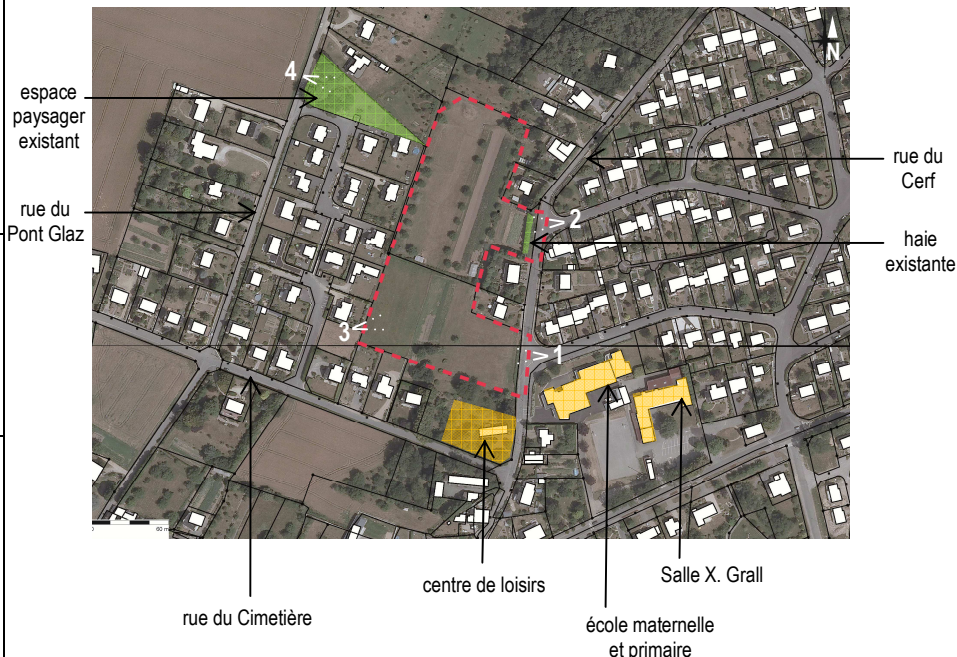 N
4
espace
paysager
existant
rue du
Cerf
rue du
Pont Glaz
2
haie
existante
3
1
60 m
centre de loisirs
Salle X. Grall
rue du Cimetière
école maternelle
et primaire